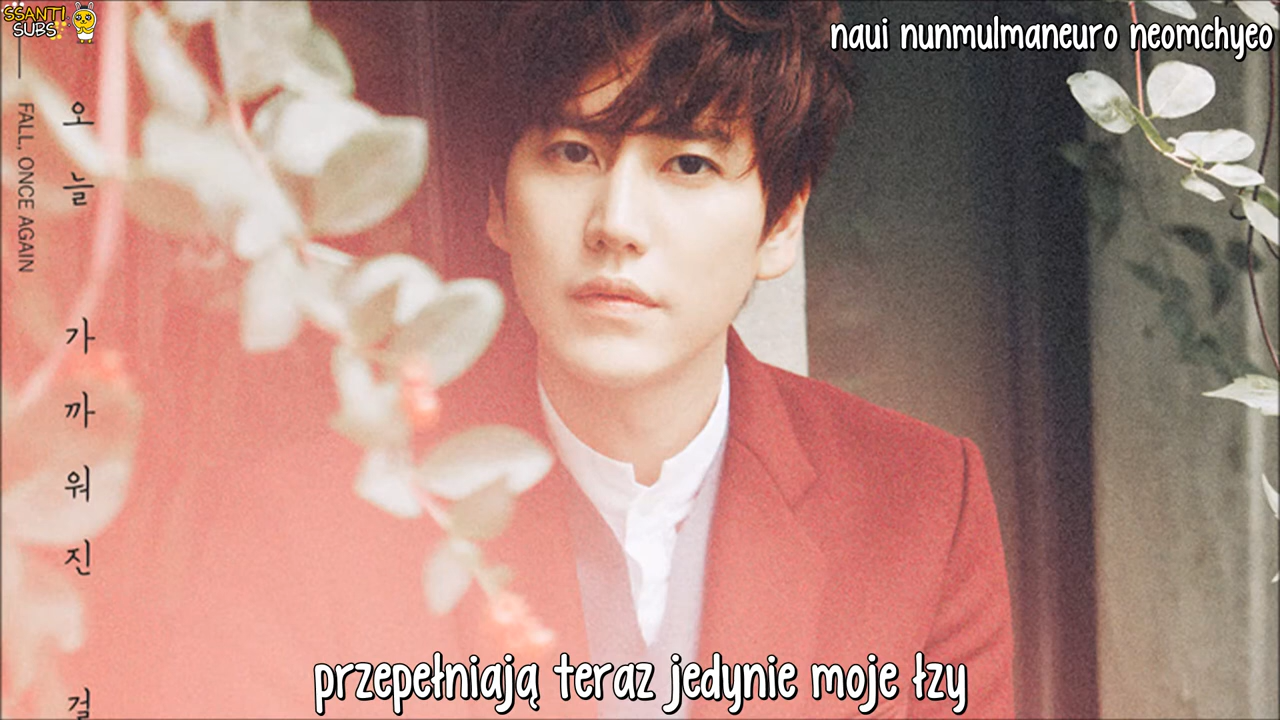 SSANTI
SUBS
naui nunmulmaneuro neomchyeo
FALL, ONCE AGAIN
오늘 가까워진 걸
przepełniają teraz jedynie moje łzy